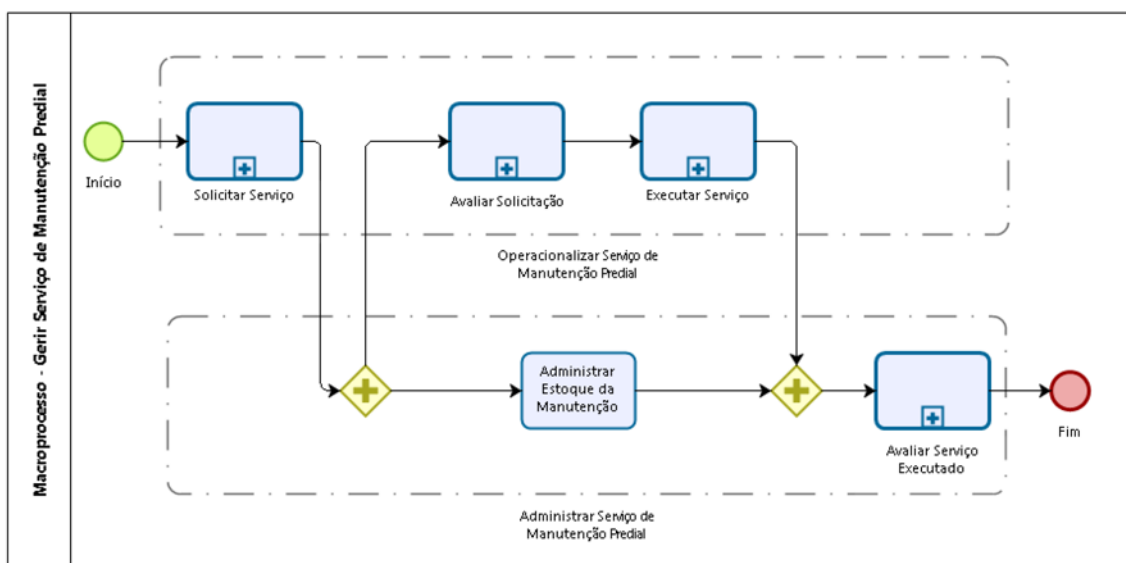 Macroprocesso - Gerir Serviço de Manutenção Predial
Início
Solicitar Serviço
Avaliar Solicitação
Executar Serviço
Operacionalizar Serviço de
Manutenção Predial
Administrar
Estoque da
Manutenção
Avaliar Serviço
Executado
Fim
Administrar Serviço de
Manutenção Predial